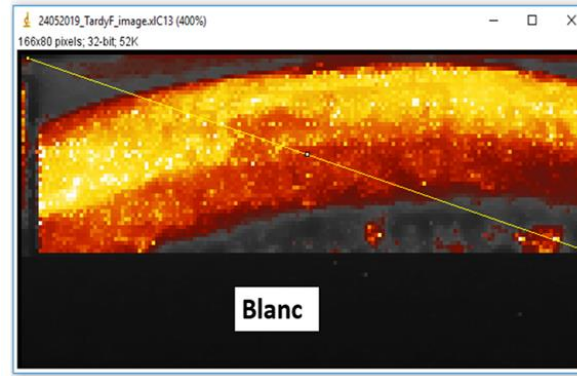 24052019_TardyF_image.xlC13 (400%)
166x80 pixels; 32-bit; 52K
Blanc